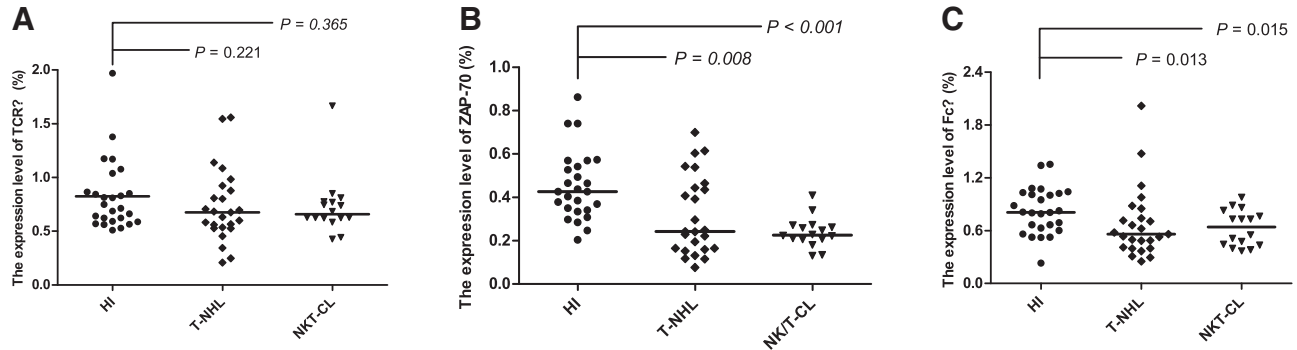 A
P = 0.365
P = 0.221
The expression level of TCR? (%)
2.0
1.5
1.0
0.5
0.0
HI
T-NHL
NKT-CL
B
P < 0.001
P = 0.008
The expression level of ZAP-70 (%)
1.0
0.8
0.6
0.4
0.2
0.0
HI
T-NHL
NK/T-CL
C
P = 0.015
P = 0.013
The expression level of Fc? (%)
2.4
1.8
1.2
0.6
0.0
HI
T-NHL
NKT-CL